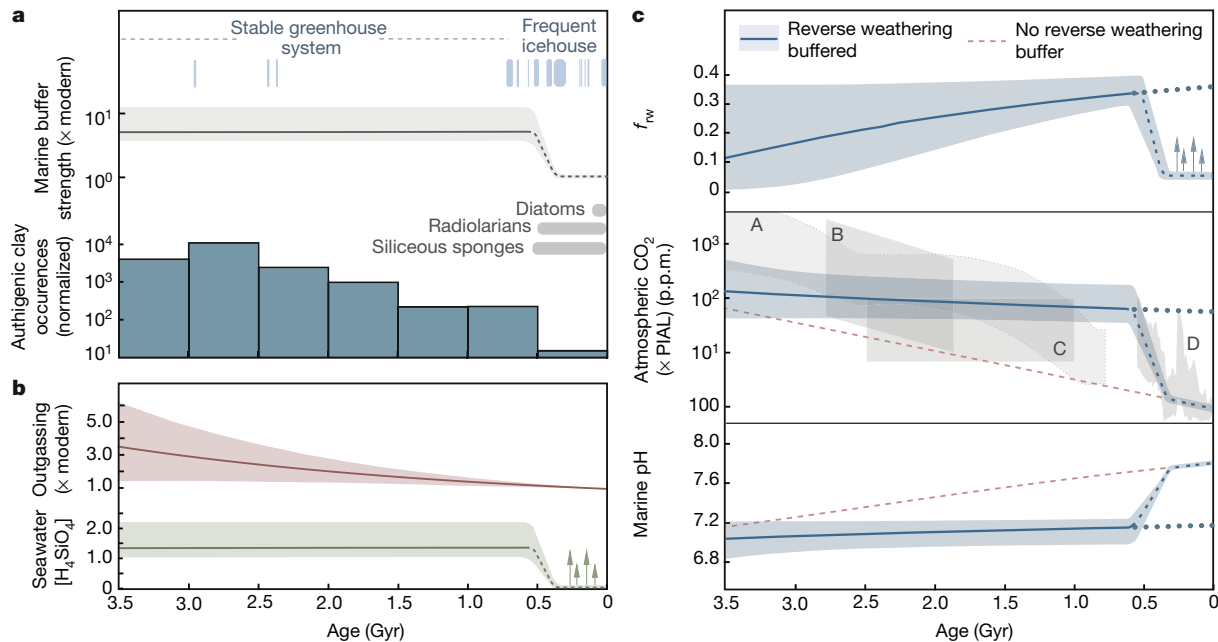 a
Stable greenhouse
system
Frequent
icehouse
Marine buffer
strength (× modern)
10¹
10⁰
Diatoms
Radiolarians
Siliceous sponges
Authigenic clay
occurences
(normalized)
10⁴
10³
10²
10¹
b
Outgassing
(× modern)
5.0
3.0
1.0
Seawater
[H₄SiO₄]
2.0
1.0
0
3.5
3.0
2.5
2.0
1.5
1.0
0.5
0
Age (Gyr)
c
Reverse weathering
buffered
No reverse weathering
buffer
f_rw
0.4
0.3
0.2
0.1
0
Atmospheric CO₂
(× PIAL) (p.p.m.)
10³
10²
10¹
100
A
B
C
D
Marine pH
8.0
7.6
7.2
6.8
3.5
3.0
2.5
2.0
1.5
1.0
0.5
0
Age (Gyr)